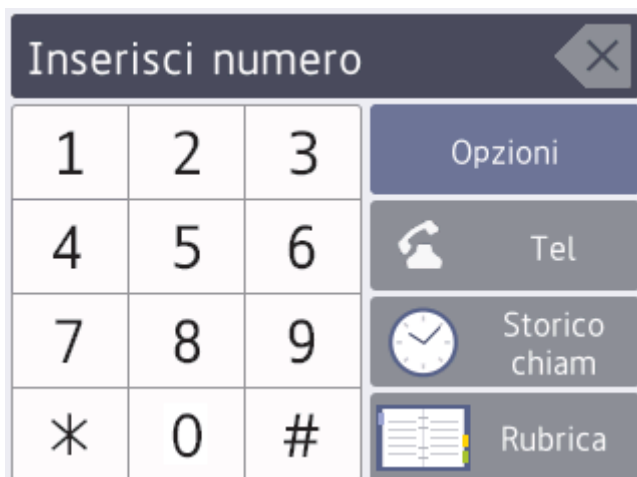 Inserisci numero
1 2 3 Opzioni
4 5 6 Tel
7 8 9 Storico
chiam
* 0 # Rubrica